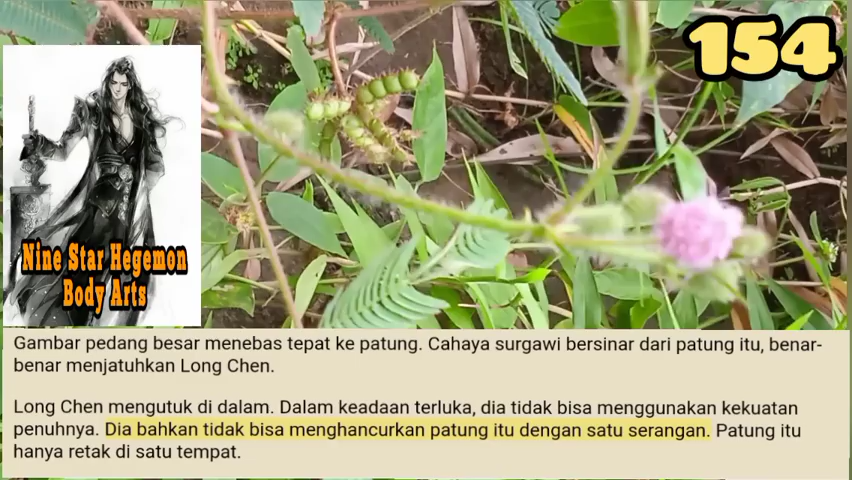 154
Nine Star Hegemon
Body Arts
Gambar pedang besar menebas tepat ke patung. Cahaya surgawi bersinar dari patung itu, benar-
benar menjatuhkan Long Chen.
Long Chen mengutuk di dalam. Dalam keadaan terluka, dia tidak bisa menggunakan kekuatan
penuhnya. Dia bahkan tidak bisa menghancurkan patung itu dengan satu serangan. Patung itu
hanya retak di satu tempat.